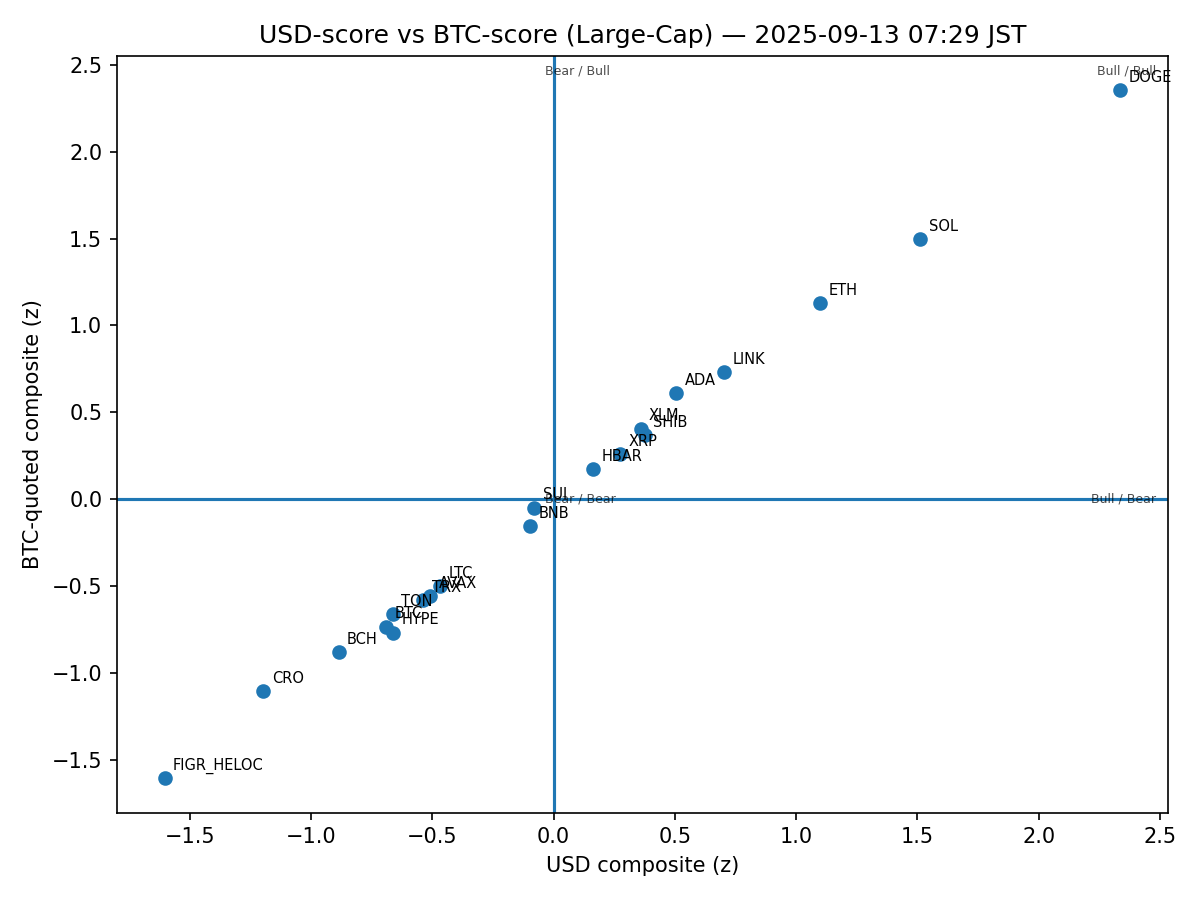 USD-score vs BTC-score (Large-Cap) — 2025-09-13 07:29 JST
2.5
Bear / Bull
Bull / Bull
DOGE
2.0
1.5
SOL
ETH
1.0
LINK
ADA
0.5
XLM
SHIB
XRP
HBAR
0.0
SUI
Bear / Bear
Bull / Bear
BNB
−0.5
LTC
AVAX
TRX
TON
BTC
HYPE
BCH
−1.0
CRO
−1.5
FIGR_HELOC
−1.5
−1.0
−0.5
0.0
0.5
1.0
1.5
2.0
2.5
USD composite (z)
BTC-quoted composite (z)